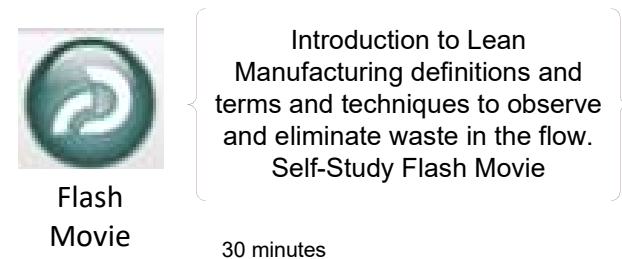 Introduction to Lean
Manufacturing definitions and
terms and techniques to observe
and eliminate waste in the flow.
Self-Study Flash Movie
Flash
Movie
30 minutes